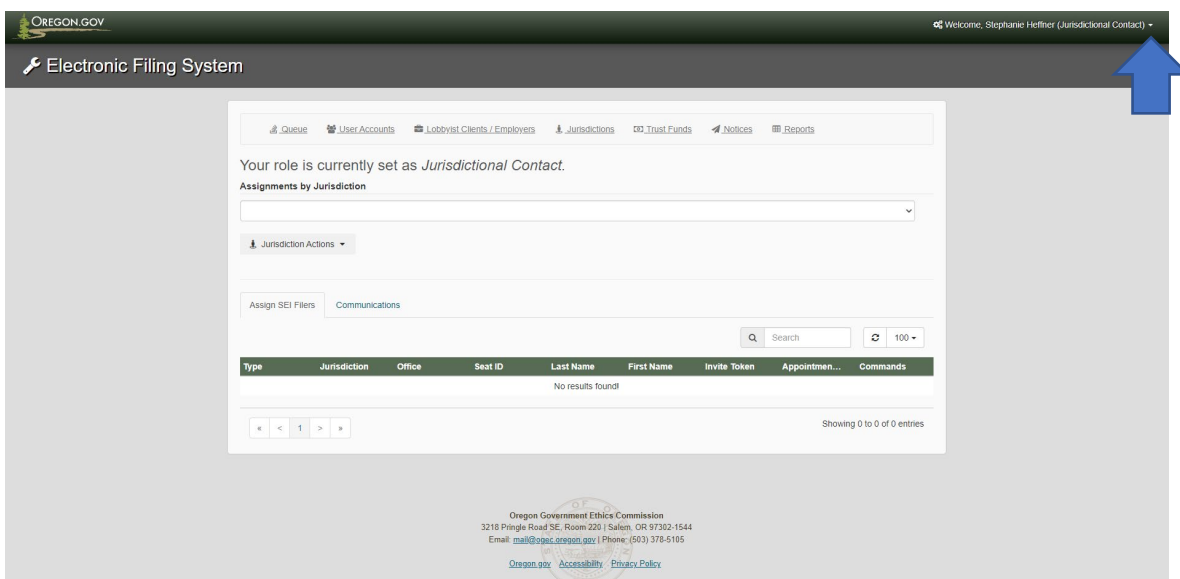 OREGON.GOV
Welcome, Stephanie Heffner (Jurisdictional Contact)
Electronic Filing System
Queue User Accounts Lobbyist Clients / Employers Jurisdictions Trust Funds Notices Reports
Your role is currently set as Jurisdictional Contact.
Assignments by Jurisdiction
Jurisdiction Actions
Assign SEI Filers Communications
Search 100
Type Jurisdiction Office Seat ID Last Name First Name Invite Token Appointmen... Commands
No results found!
« < 1 > » Showing 0 to 0 of 0 entries
Oregon Government Ethics Commission
3218 Pringle Road SE, Room 220 | Salem, OR 97302-1544
Email: mail@ogec.oregon.gov | Phone: (503) 378-5105
Oregon.gov Accessibility Privacy Policy